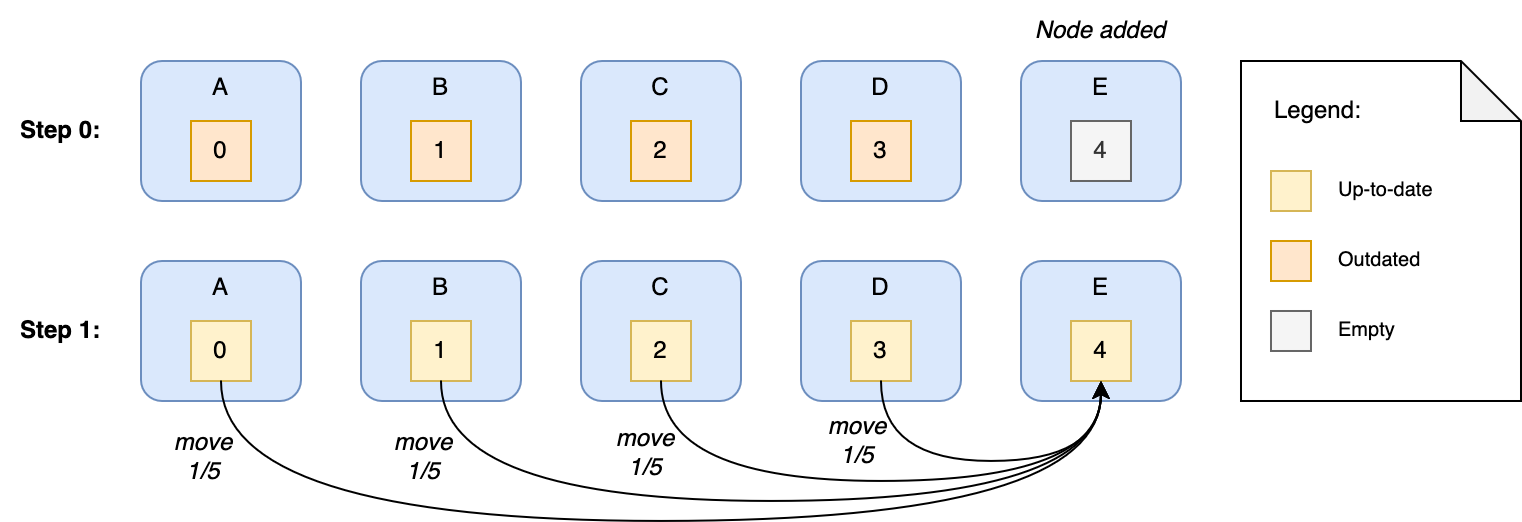 Node added
A
B
C
D
E
Legend:
Step 0:
0
1
2
3
4
Up-to-date
Outdated
A
B
C
D
E
Step 1:
0
1
2
3
4
Empty
move
1/5
move
1/5
move
1/5
move
1/5